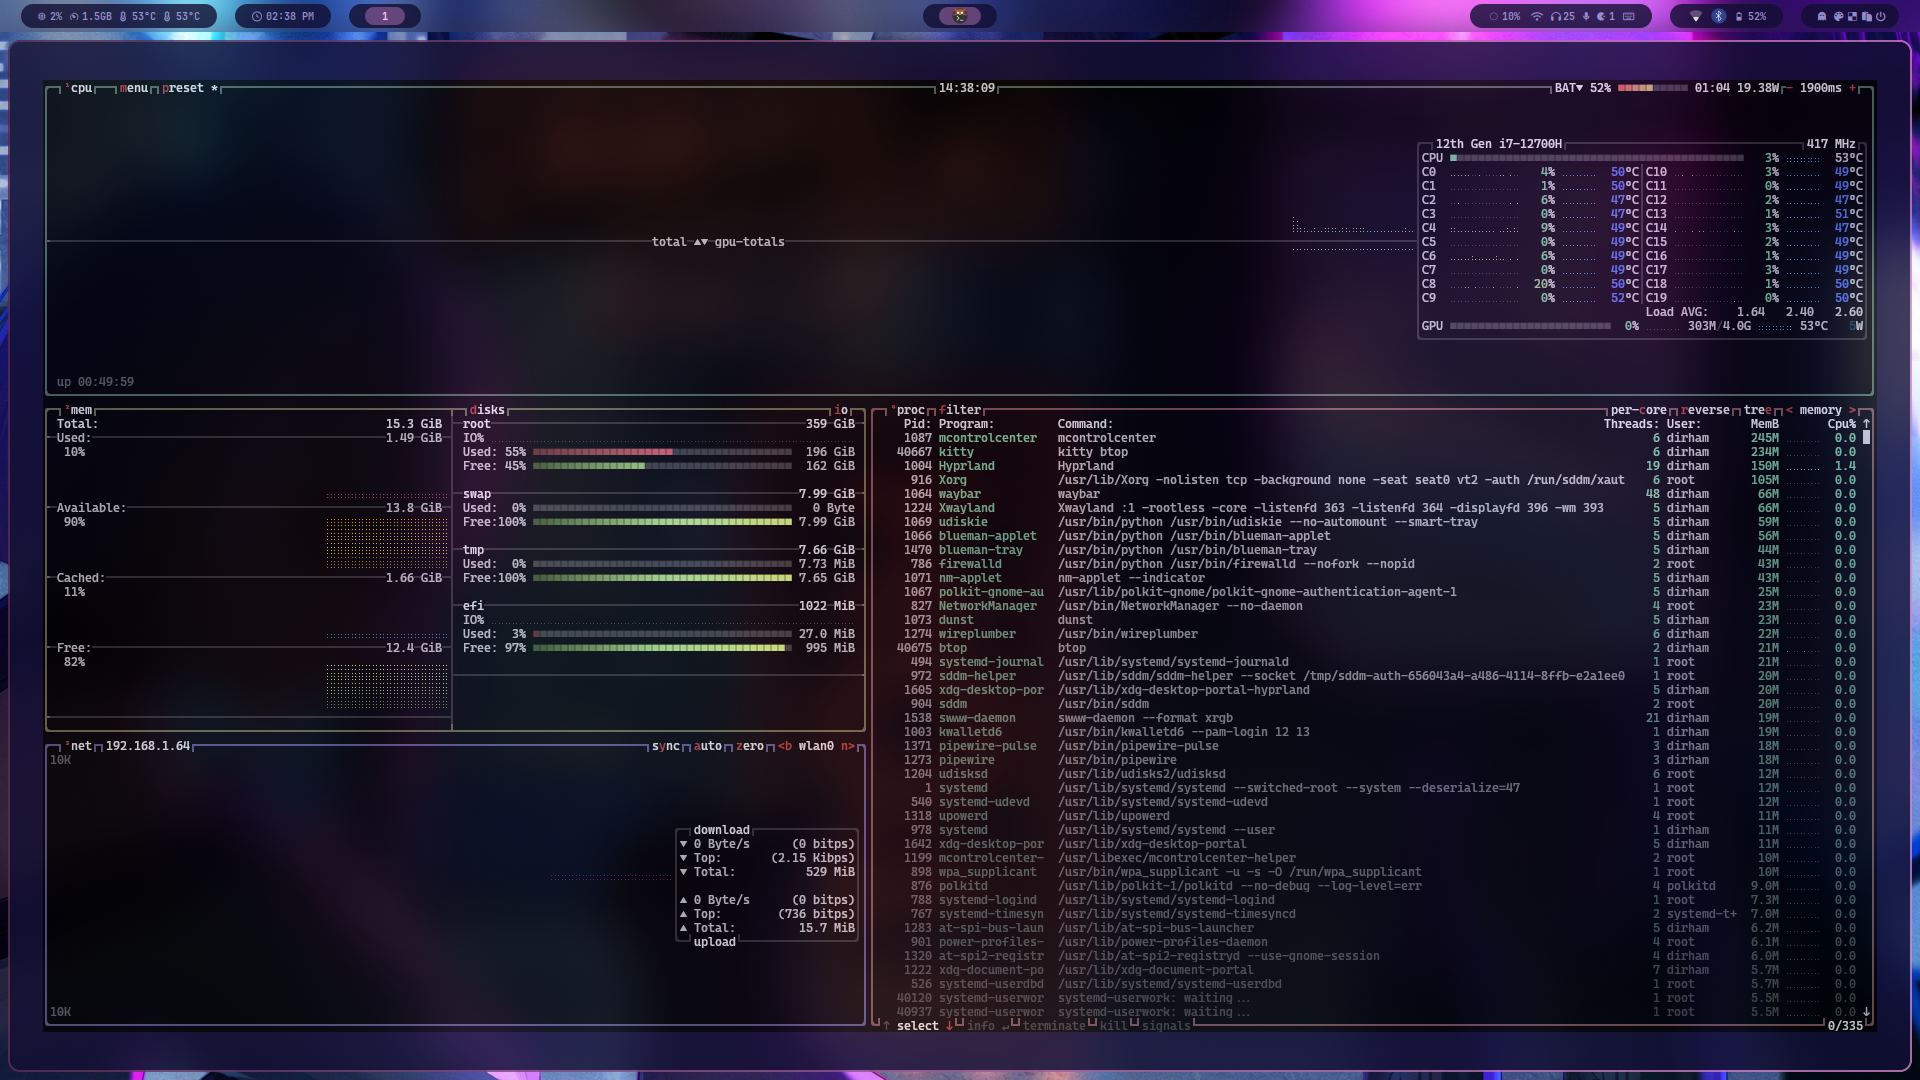 2% 1.5GB 53°C 53°C 02:38 PM 1 10% 25 1 52%
¹cpu menu preset * 14:38:09 BAT▼ 52% 01:04 19.38W - 1900ms +
12th Gen i7-12700H 417 MHz
CPU 3% 53°C
C0 4% 50°C C10 3% 49°C
C1 1% 50°C C11 0% 49°C
C2 6% 47°C C12 2% 47°C
C3 0% 47°C C13 1% 51°C
C4 9% 49°C C14 3% 47°C
C5 0% 49°C C15 2% 49°C
C6 6% 49°C C16 1% 49°C
C7 0% 49°C C17 3% 49°C
C8 20% 50°C C18 1% 50°C
C9 0% 52°C C19 0% 50°C
Load AVG: 1.64 2.40 2.60
GPU 0% 303M/4.0G 53°C 5W
total ▲▼ gpu-totals
up 00:49:59
²mem
Total: 15.3 GiB
Used: 1.49 GiB
10%
Available: 13.8 GiB
90%
Cached: 1.66 GiB
11%
Free: 12.4 GiB
82%
disks io
root 359 GiB
IO%
Used: 55% 196 GiB
Free: 45% 162 GiB
swap 7.99 GiB
Used: 0% 0 Byte
Free:100% 7.99 GiB
tmp 7.66 GiB
Used: 0% 7.73 MiB
Free:100% 7.65 GiB
efi 1022 MiB
IO%
Used: 3% 27.0 MiB
Free: 97% 995 MiB
³net 192.168.1.64 sync auto zero <b wlan0 n>
10K
download
▼ 0 Byte/s (0 bitps)
▼ Top: (2.15 Kibps)
▼ Total: 529 MiB
▲ 0 Byte/s (0 bitps)
▲ Top: (736 bitps)
▲ Total: 15.7 MiB
upload
10K
⁴proc filter per-core reverse tree < memory >
Pid: Program: Command: Threads: User: MemB Cpu% ↑
1087 mcontrolcenter mcontrolcenter 6 dirham 245M 0.0
40667 kitty kitty btop 6 dirham 234M 0.0
1004 Hyprland Hyprland 19 dirham 150M 1.4
916 Xorg /usr/lib/Xorg -nolisten tcp -background none -seat seat0 vt2 -auth /run/sddm/xaut 6 root 105M 0.0
1064 waybar waybar 48 dirham 66M 0.0
1224 Xwayland Xwayland :1 -rootless -core -listenfd 363 -listenfd 364 -displayfd 396 -wm 393 5 dirham 66M 0.0
1069 udiskie /usr/bin/python /usr/bin/udiskie --no-automount --smart-tray 5 dirham 59M 0.0
1066 blueman-applet /usr/bin/python /usr/bin/blueman-applet 5 dirham 56M 0.0
1470 blueman-tray /usr/bin/python /usr/bin/blueman-tray 5 dirham 44M 0.0
786 firewalld /usr/bin/python /usr/bin/firewalld --nofork --nopid 2 root 43M 0.0
1071 nm-applet nm-applet --indicator 5 dirham 43M 0.0
1067 polkit-gnome-au /usr/lib/polkit-gnome/polkit-gnome-authentication-agent-1 5 dirham 25M 0.0
827 NetworkManager /usr/bin/NetworkManager --no-daemon 4 root 23M 0.0
1073 dunst dunst 5 dirham 23M 0.0
1274 wireplumber /usr/bin/wireplumber 6 dirham 22M 0.0
40675 btop btop 2 dirham 21M 0.0
494 systemd-journal /usr/lib/systemd/systemd-journald 1 root 21M 0.0
972 sddm-helper /usr/lib/sddm/sddm-helper --socket /tmp/sddm-auth-656043a4-a486-4114-8ffb-e2a1ee0 1 root 20M 0.0
1605 xdg-desktop-por /usr/lib/xdg-desktop-portal-hyprland 5 dirham 20M 0.0
904 sddm /usr/bin/sddm 2 root 20M 0.0
1538 swww-daemon swww-daemon --format xrgb 21 dirham 19M 0.0
1003 kwalletd6 /usr/bin/kwalletd6 --pam-login 12 13 1 dirham 19M 0.0
1371 pipewire-pulse /usr/bin/pipewire-pulse 3 dirham 18M 0.0
1273 pipewire /usr/bin/pipewire 3 dirham 18M 0.0
1204 udisksd /usr/lib/udisks2/udisksd 6 root 12M 0.0
1 systemd /usr/lib/systemd/systemd --switched-root --system --deserialize=47 1 root 12M 0.0
540 systemd-udevd /usr/lib/systemd/systemd-udevd 1 root 12M 0.0
1318 upowerd /usr/lib/upowerd 4 root 11M 0.0
978 systemd /usr/lib/systemd/systemd --user 1 dirham 11M 0.0
1642 xdg-desktop-por /usr/lib/xdg-desktop-portal 5 dirham 11M 0.0
1199 mcontrolcenter- /usr/libexec/mcontrolcenter-helper 2 root 10M 0.0
898 wpa_supplicant /usr/bin/wpa_supplicant -u -s -O /run/wpa_supplicant 1 root 10M 0.0
876 polkitd /usr/lib/polkit-1/polkitd --no-debug --log-level=err 4 polkitd 9.0M 0.0
788 systemd-logind /usr/lib/systemd/systemd-logind 1 root 7.3M 0.0
767 systemd-timesyn /usr/lib/systemd/systemd-timesyncd 2 systemd-t+ 7.0M 0.0
1283 at-spi-bus-laun /usr/lib/at-spi-bus-launcher 5 dirham 6.2M 0.0
901 power-profiles- /usr/lib/power-profiles-daemon 4 root 6.1M 0.0
1320 at-spi2-registr /usr/lib/at-spi2-registryd --use-gnome-session 4 dirham 6.0M 0.0
1222 xdg-document-po /usr/lib/xdg-document-portal 7 dirham 5.7M 0.0
526 systemd-userdbd /usr/lib/systemd/systemd-userdbd 1 root 5.7M 0.0
40120 systemd-userwor systemd-userwork: waiting... 1 root 5.5M 0.0
40937 systemd-userwor systemd-userwork: waiting... 1 root 5.5M 0.0 ↓
↑ select ↓ info ↵ terminate kill signals 0/335